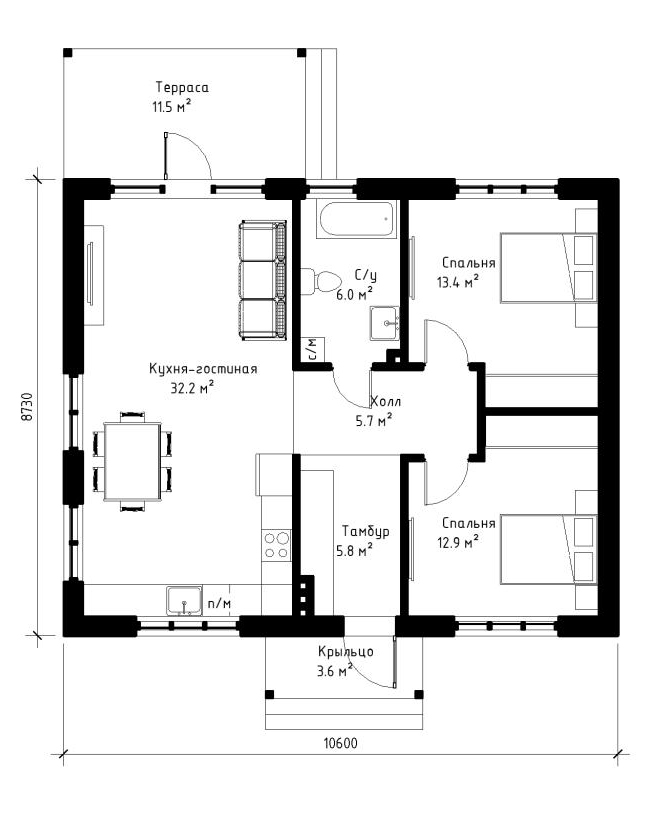 Терраса
11.5 м²
С/у
6.0 м²
Спальня
13.4 м²
с/м
Кухня-гостиная
32.2 м²
Холл
5.7 м²
8730
Тамбур
5.8 м²
Спальня
12.9 м²
п/м
Крыльцо
3.6 м²
10600